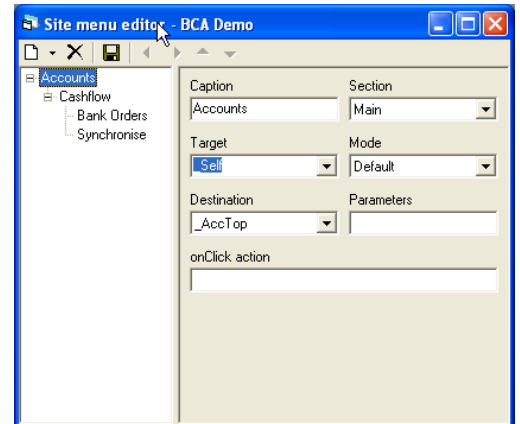 Site menu editor - BCA Demo
Accounts
Cashflow
Bank Orders
Synchronise
Caption Section
Accounts Main
Target Mode
_Self Default
Destination Parameters
_AccTop
onClick action